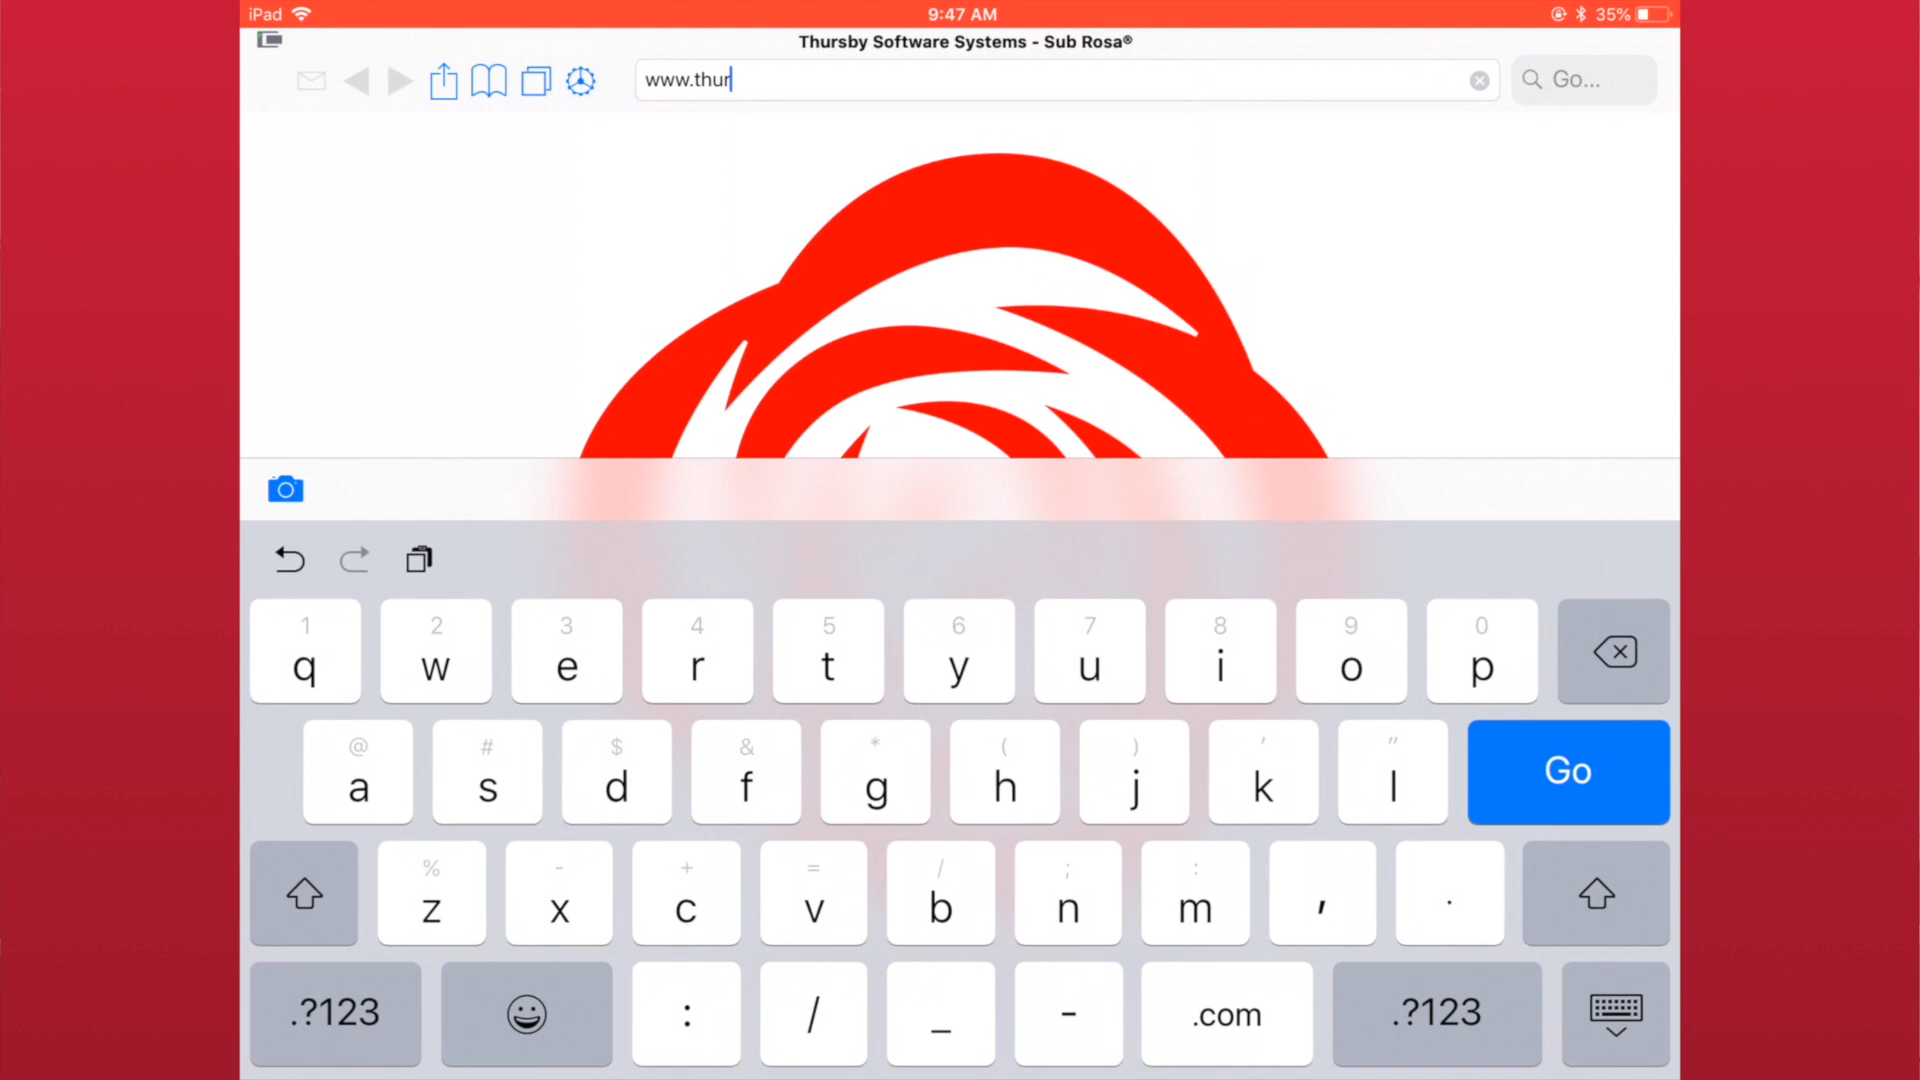 iPad 9:47 AM 35%
Thursby Software Systems - Sub Rosa®
www.thur Go...
1 2 3 4 5 6 7 8 9 0
q w e r t y u i o p
@ # $ & * ( ) ' "
a s d f g h j k l Go
% - + = / ; :
z x c v b n m , .
.?123 : / _ - .com .?123